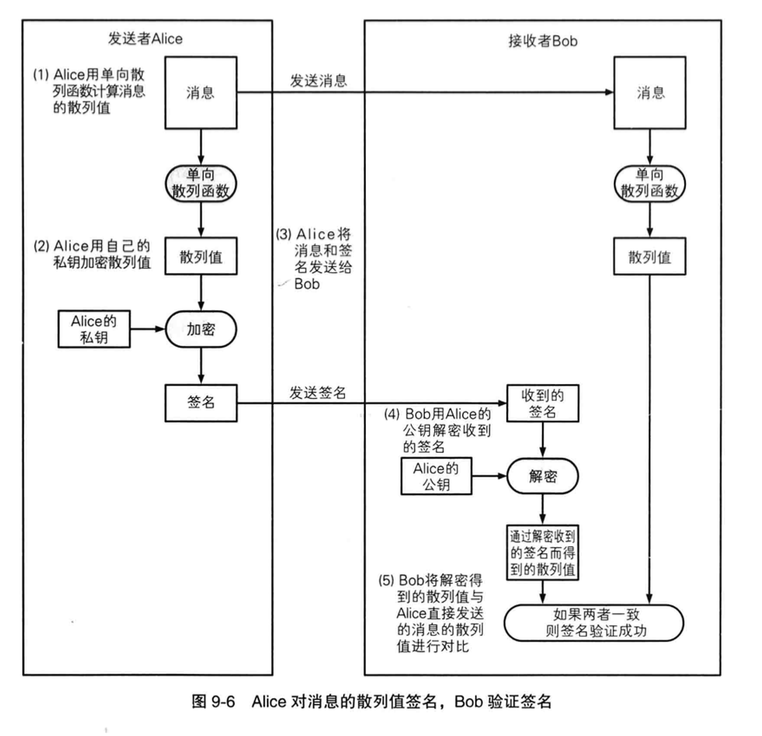 发送者Alice
接收者Bob
(1) Alice用单向散
列函数计算消息
的散列值
消息
发送消息
消息
单向
散列函数
单向
散列函数
(2) Alice用自己的
私钥加密散列值
散列值
(3) Alice将
消息和签
名发送给
Bob
散列值
Alice的
私钥
加密
签名
发送签名
收到的
签名
(4) Bob用Alice的
公钥解密收到
的签名
Alice的
公钥
解密
通过解密收到
的签名而得
到的散列值
(5) Bob将解密得
到的散列值与
Alice直接发送
的消息的散列
值进行对比
如果两者一致
则签名验证成功
图 9-6 Alice 对消息的散列值签名，Bob 验证签名